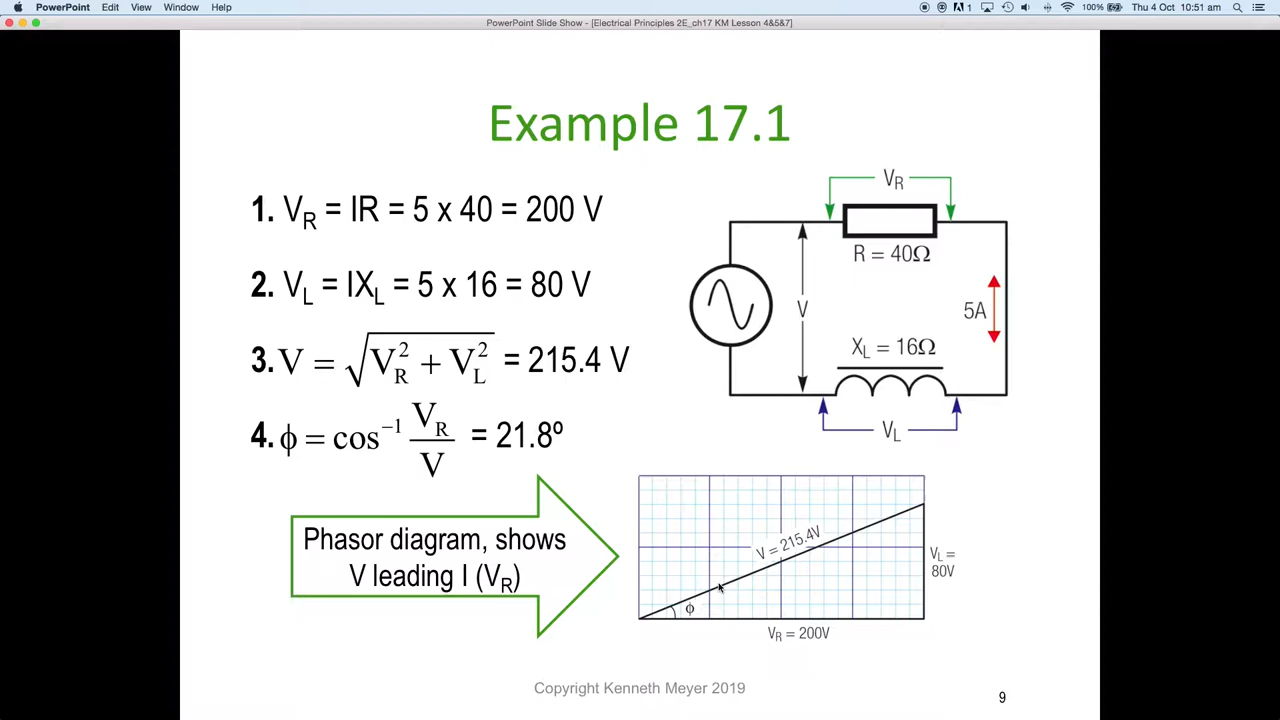 PowerPoint Edit View Window Help 1 100% Thu 4 Oct 10:51 am
PowerPoint Slide Show - [Electrical Principles 2E_ch17 KM Lesson 4&5&7]
Example 17.1
1. VR = IR = 5 x 40 = 200 V
2. VL = IXL = 5 x 16 = 80 V
3. V = √VR² + VL² = 215.4 V
4. ϕ = cos⁻¹ VR/V = 21.8º
VR
R = 40Ω
V
5A
XL = 16Ω
VL
Phasor diagram, shows
V leading I (VR)
V = 215.4V
VL =
80V
ϕ
VR = 200V
Copyright Kenneth Meyer 2019
9